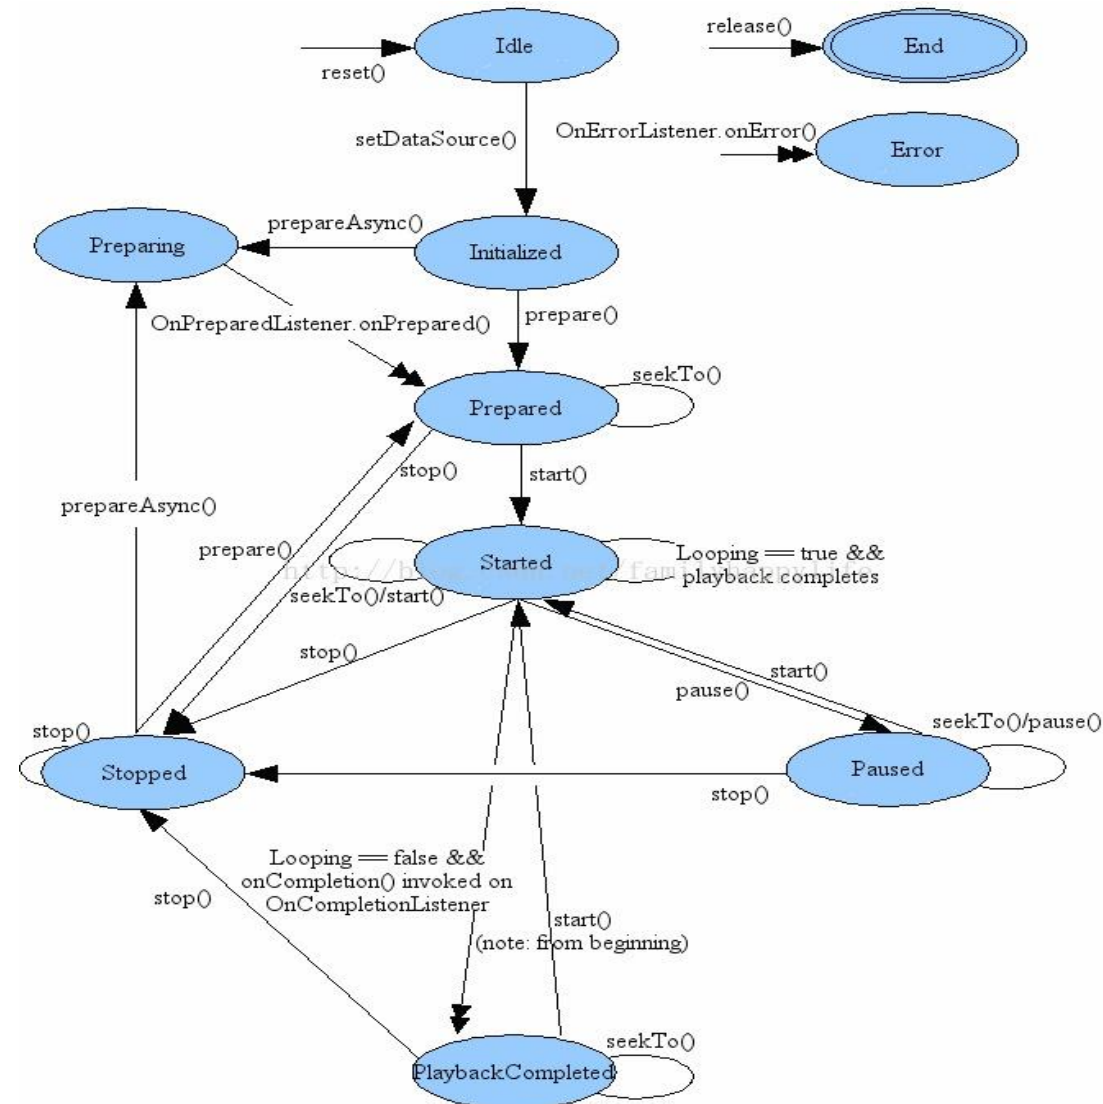 Idle
release()
End
reset()
setDataSource()
OnErrorListener.onError()
Error
prepareAsync()
Preparing
Initialized
OnPreparedListener.onPrepared()
prepare()
seekTo()
Prepared
stop()
start()
prepareAsync()
prepare()
Started
Looping == true &&
playback completes
seekTo()/start()
stop()
start()
pause()
stop()
seekTo()/pause()
Stopped
Paused
stop()
Looping == false &&
onCompletion() invoked on
OnCompletionListener
stop()
start()
(note: from beginning)
seekTo()
PlaybackCompleted